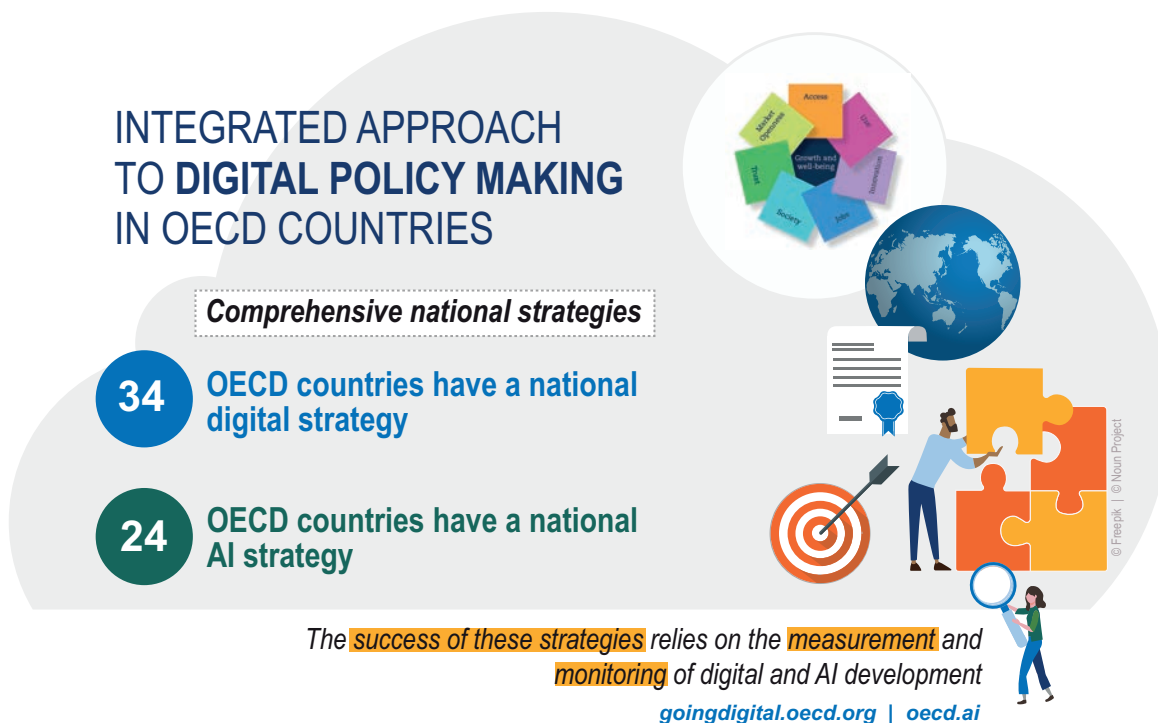 INTEGRATED APPROACH
TO DIGITAL POLICY MAKING
IN OECD COUNTRIES
Access
Use
Innovation
Jobs
Society
Trust
Market
Openness
Growth and
well-being
Comprehensive national strategies
34
OECD countries have a national
digital strategy
24
OECD countries have a national
AI strategy
© Freepik | © Noun Project
The success of these strategies relies on the measurement and
monitoring of digital and AI development
goingdigital.oecd.org | oecd.ai